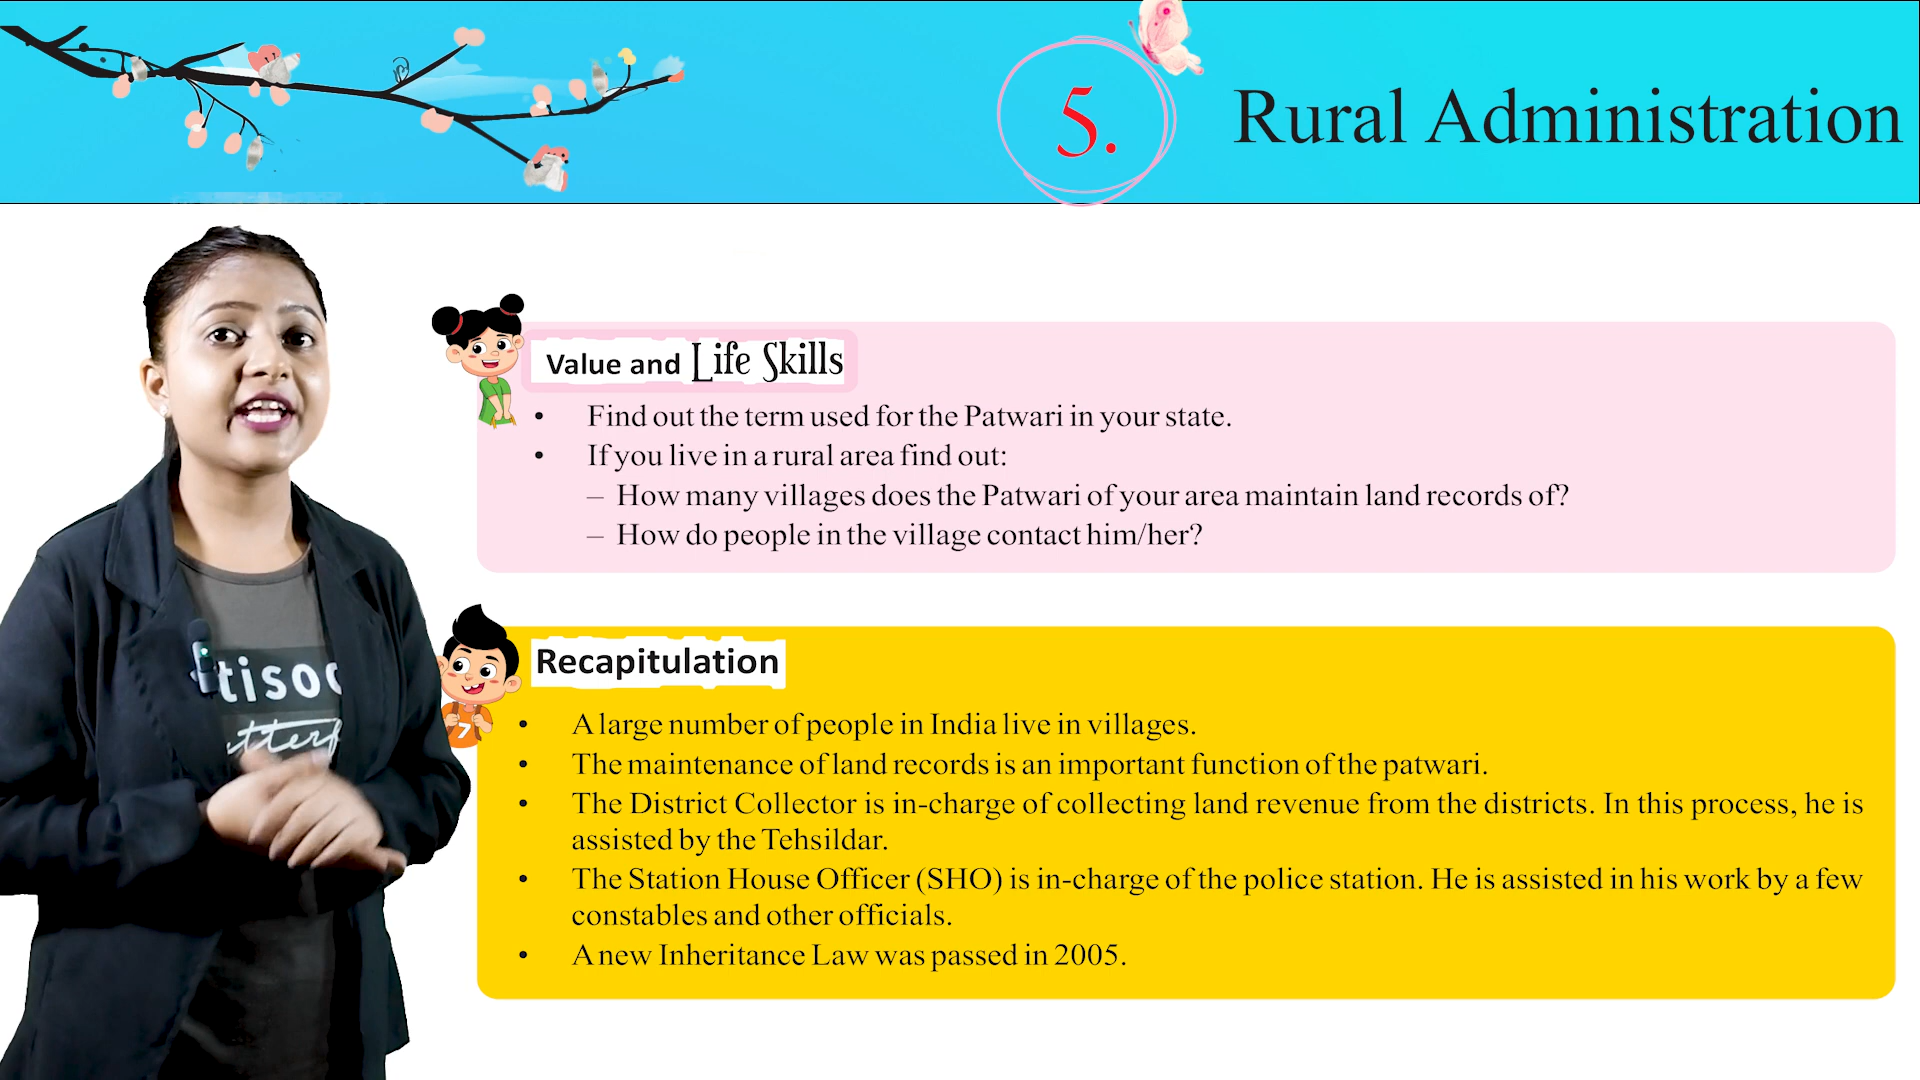 5. Rural Administration
Value and Life Skills
• Find out the term used for the Patwari in your state.
• If you live in a rural area find out:
– How many villages does the Patwari of your area maintain land records of?
– How do people in the village contact him/her?
Recapitulation
7
• A large number of people in India live in villages.
• The maintenance of land records is an important function of the patwari.
• The District Collector is in-charge of collecting land revenue from the districts. In this process, he is
assisted by the Tehsildar.
• The Station House Officer (SHO) is in-charge of the police station. He is assisted in his work by a few
constables and other officials.
• A new Inheritance Law was passed in 2005.